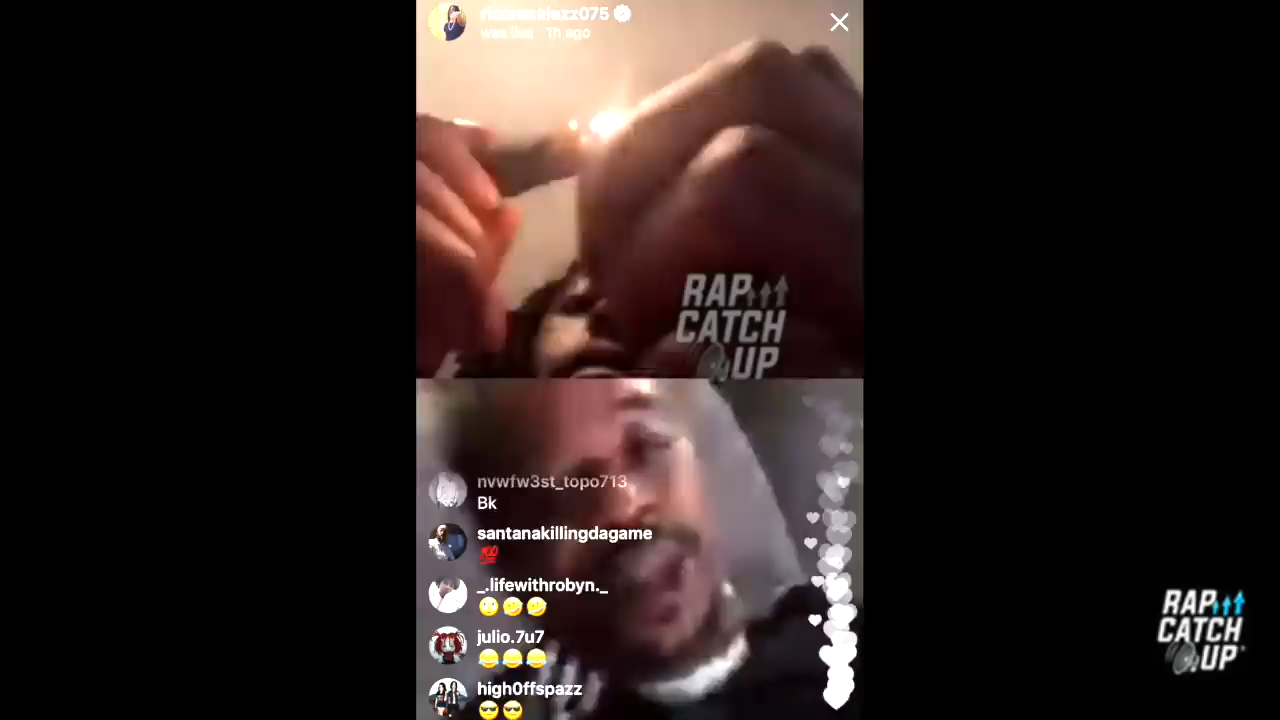 was live 1h ago
RAP
CATCH
UP
nvwfw3st_topo713
Bk
santanakillingdagame
💯
_.lifewithrobyn._
🙄🤣🤣
julio.7u7
😂😂😂
high0ffspazz
😎😎
RAP
CATCH
UP